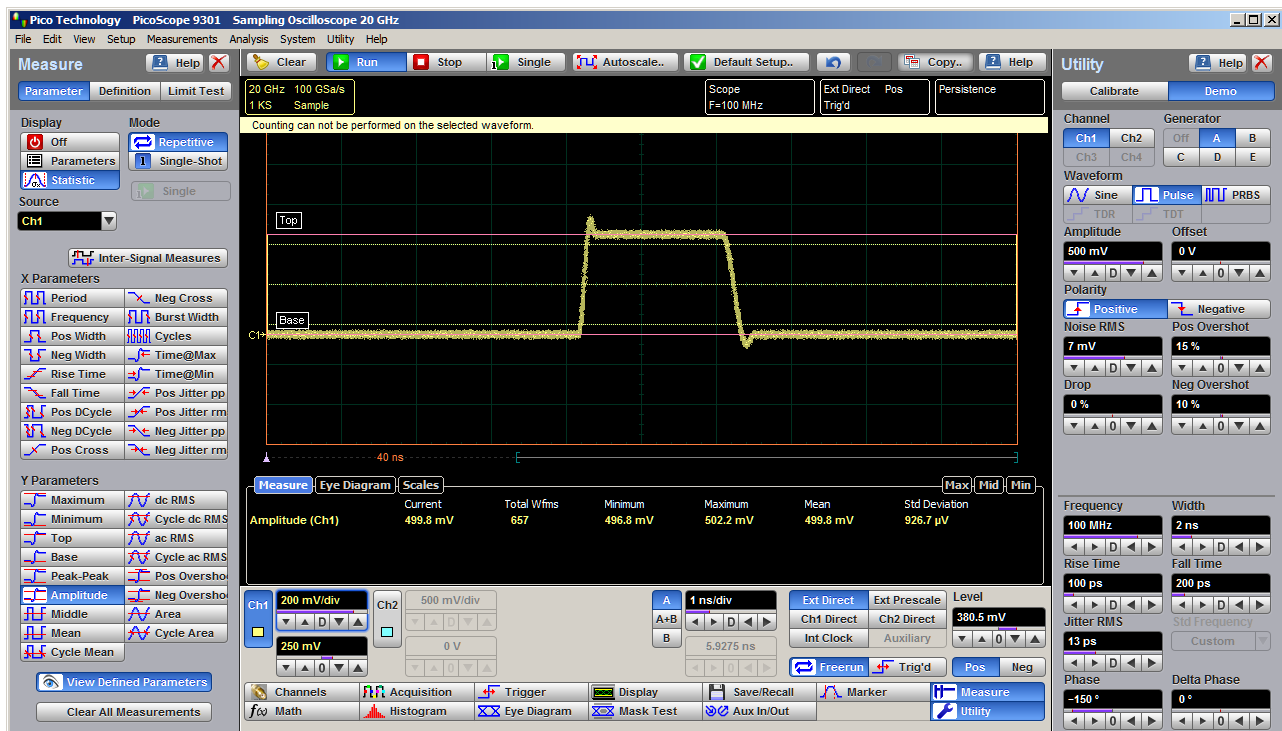 Pico Technology PicoScope 9301 Sampling Oscilloscope 20 GHz
File Edit View Setup Measurements Analysis System Utility Help
Measure
Help
Parameter Definition Limit Test
Display
Mode
Off
Repetitive
Parameters
Single-Shot
Statistic
Single
Source
Ch1
Inter-Signal Measures
X Parameters
Period Neg Cross
Frequency Burst Width
Pos Width Cycles
Neg Width Time@Max
Rise Time Time@Min
Fall Time Pos Jitter pp
Pos DCycle Pos Jitter rm
Neg DCycle Neg Jitter pp
Pos Cross Neg Jitter rm
Y Parameters
Maximum dc RMS
Minimum Cycle dc RMS
Top ac RMS
Base Cycle ac RMS
Peak-Peak Pos Oversho
Amplitude Neg Oversho
Middle Area
Mean Cycle Area
Cycle Mean
View Defined Parameters
Clear All Measurements
Clear Run Stop Single Autoscale.. Default Setup.. Copy.. Help
20 GHz 100 GSa/s
1 KS Sample
Scope
F=100 MHz
Ext Direct Pos
Trig'd
Persistence
Counting can not be performed on the selected waveform.
Top
Base
C1
40 ns
Measure Eye Diagram Scales Max Mid Min
Current Total Wfms Minimum Maximum Mean Std Deviation
Amplitude (Ch1) 499.8 mV 657 496.8 mV 502.2 mV 499.8 mV 926.7 µV
Ch1
200 mV/div
D
250 mV
0
Ch2
500 mV/div
D
0 V
0
A
A+B
B
1 ns/div
D
5.9275 ns
D
Ext Direct Ext Prescale
Ch1 Direct Ch2 Direct
Int Clock Auxiliary
Freerun Trig'd
Level
380.5 mV
0
Pos Neg
Channels Acquisition Trigger Display Save/Recall Marker Measure
f(x) Math Histogram Eye Diagram Mask Test Aux In/Out Utility
Utility
Help
Calibrate Demo
Channel Generator
Ch1 Ch2 Off A B
Ch3 Ch4 C D E
Waveform
Sine Pulse PRBS
TDR TDT
Amplitude Offset
500 mV 0 V
D 0
Polarity
Positive Negative
Noise RMS Pos Overshot
7 mV 15 %
D 0
Drop Neg Overshot
0 % 10 %
0 0
Frequency Width
100 MHz 2 ns
D D
Rise Time Fall Time
100 ps 200 ps
D D
Jitter RMS Std Frequency
13 ps Custom
D
Phase Delta Phase
-150 ° 0 °
0 0